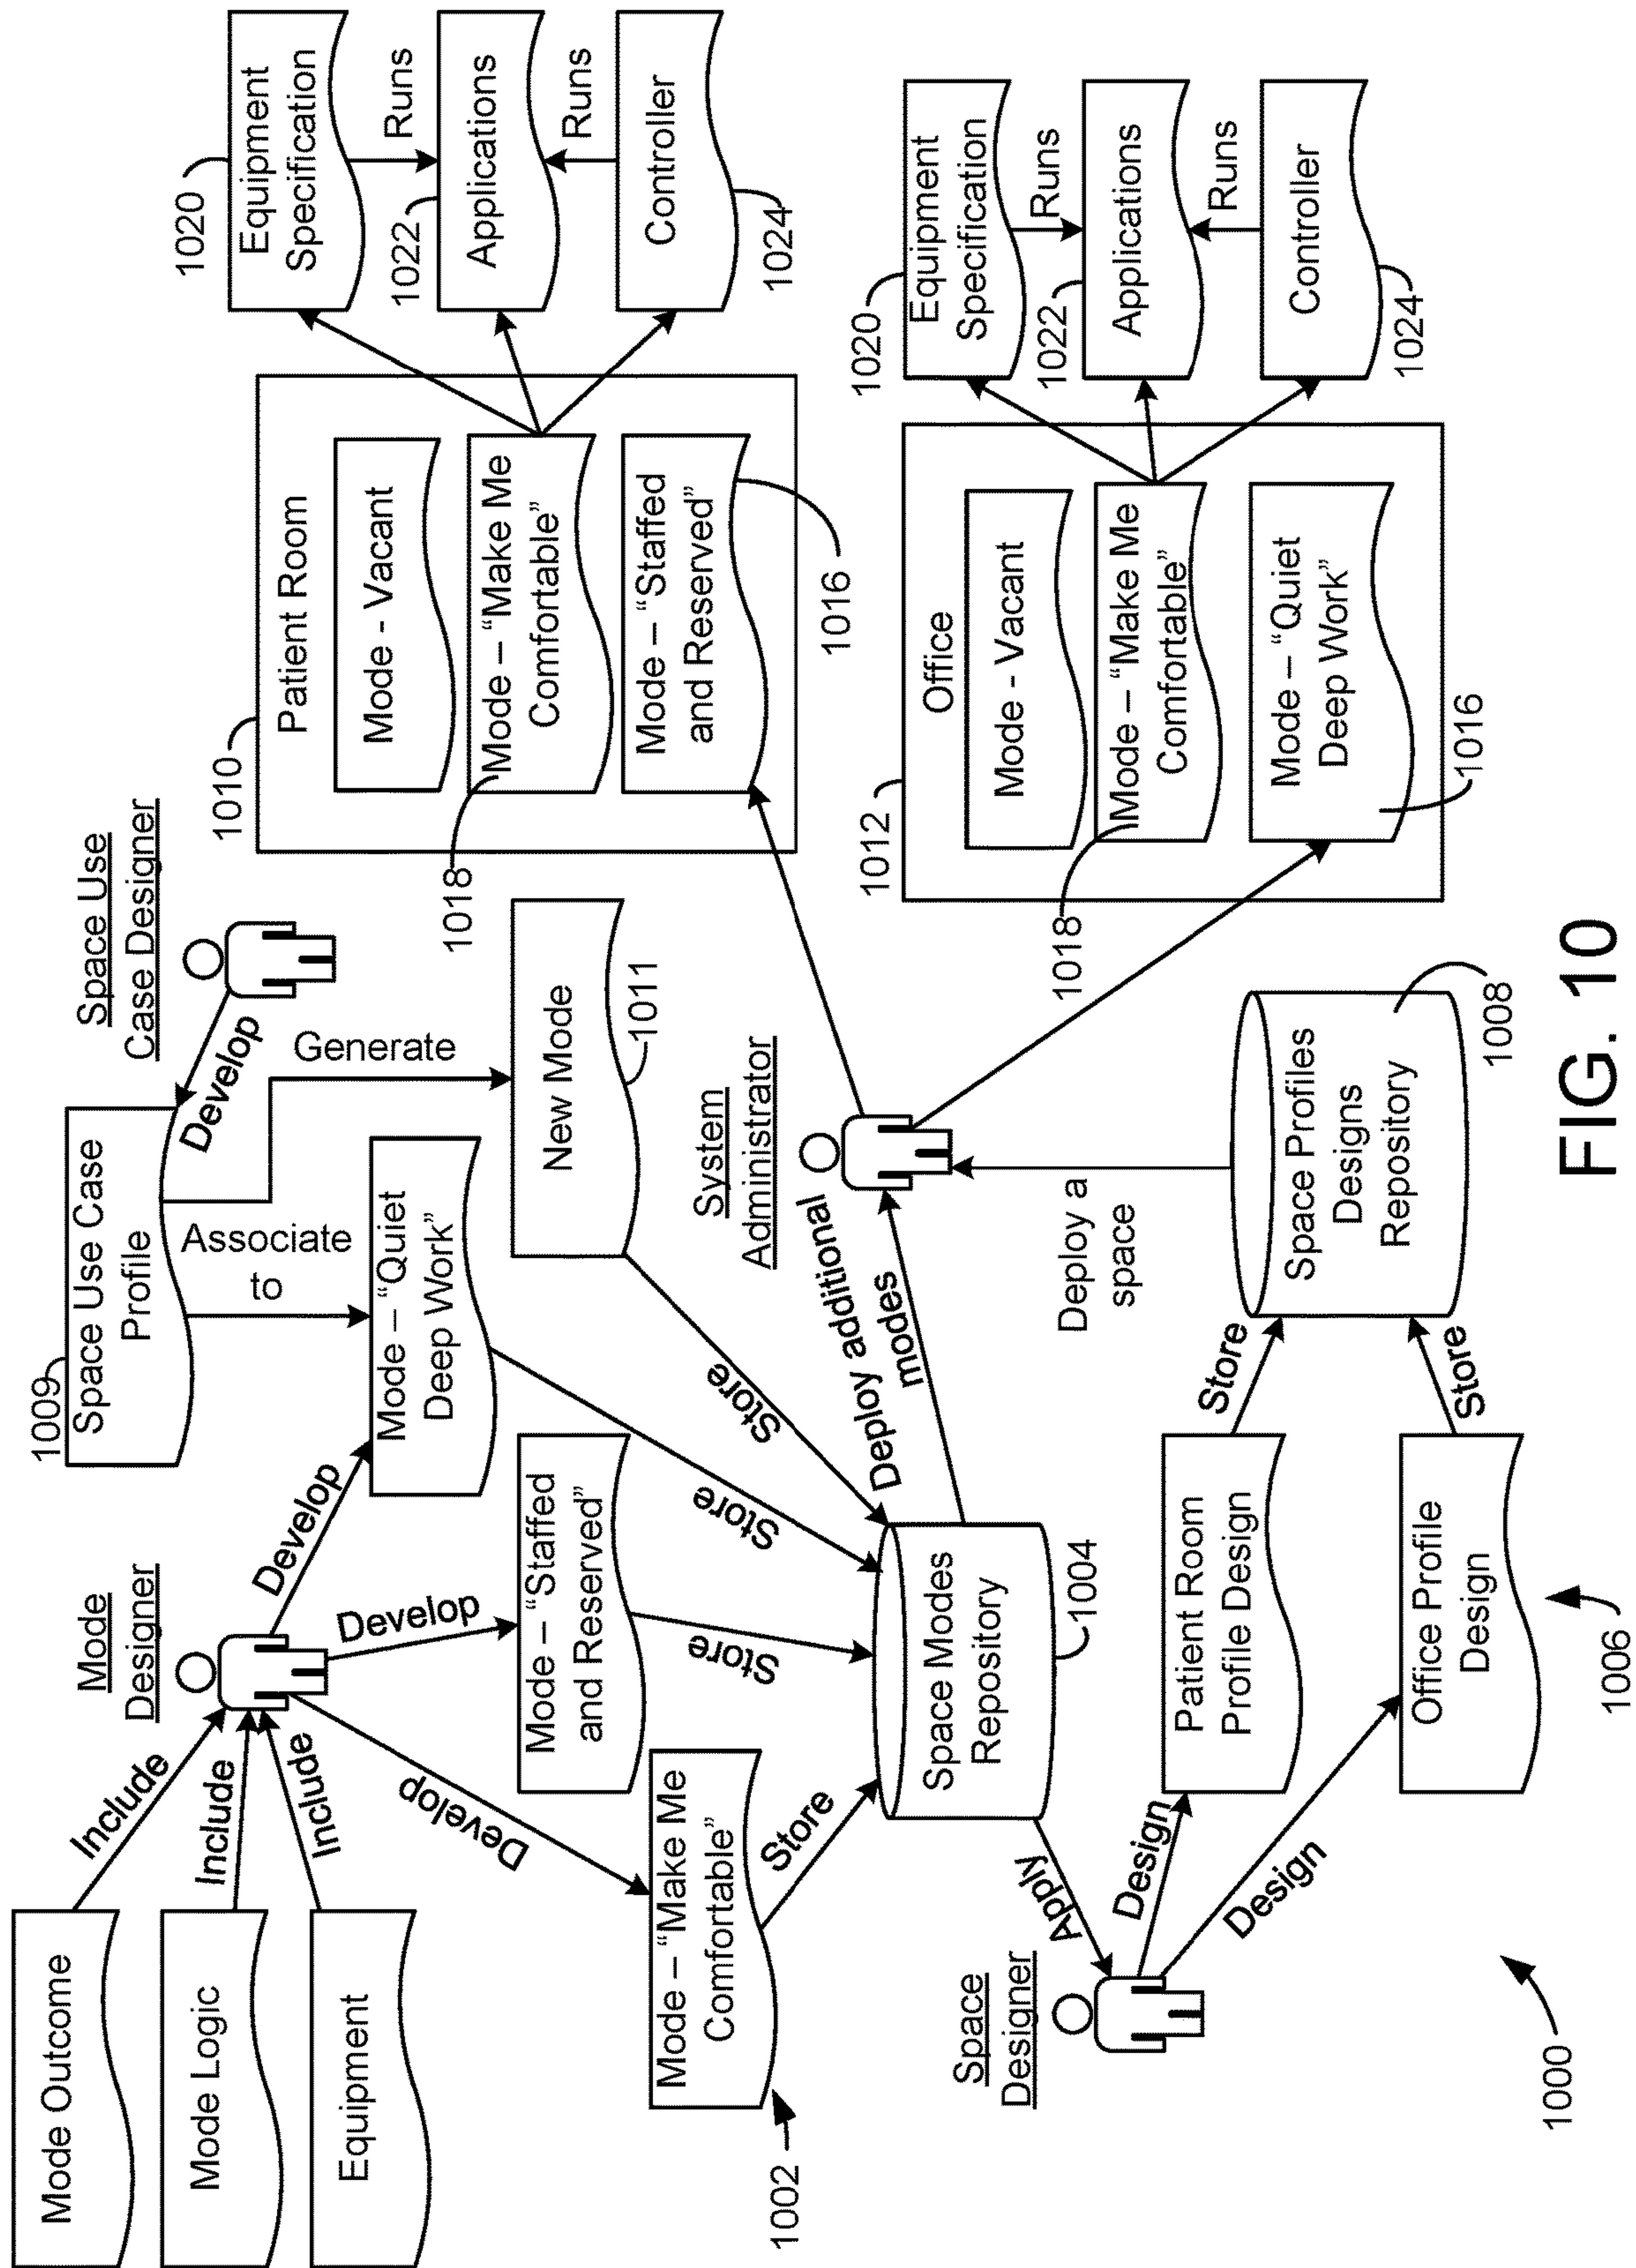 Mode Outcome
Mode Logic
Equipment
Include
Include
Include
Mode
Designer
Develop
Develop
Develop
1009
Space Use Case
Profile
Develop
Space Use
Case Designer
Associate
to
Generate
Mode – “Quiet
Deep Work”
New Mode
1011
Mode – “Staffed
and Reserved”
Mode – “Make Me
Comfortable”
1002
Store
Store
Store
Store
Space Modes
Repository
1004
Deploy additional
modes
System
Administrator
Apply
Space
Designer
Design
Design
Patient Room
Profile Design
Office Profile
Design
1006
Store
Store
Space Profiles
Designs
Repository
1008
Deploy a
space
1010
Patient Room
Mode - Vacant
Mode – “Make Me
Comfortable”
1018
Mode – “Staffed
and Reserved”
1016
1020
Equipment
Specification
Runs
1022
Applications
Runs
Controller
1024
1012
Office
Mode - Vacant
Mode – “Make Me
Comfortable”
1018
Mode – “Quiet
Deep Work”
1016
1020
Equipment
Specification
Runs
1022
Applications
Runs
Controller
1024
1000
FIG. 10